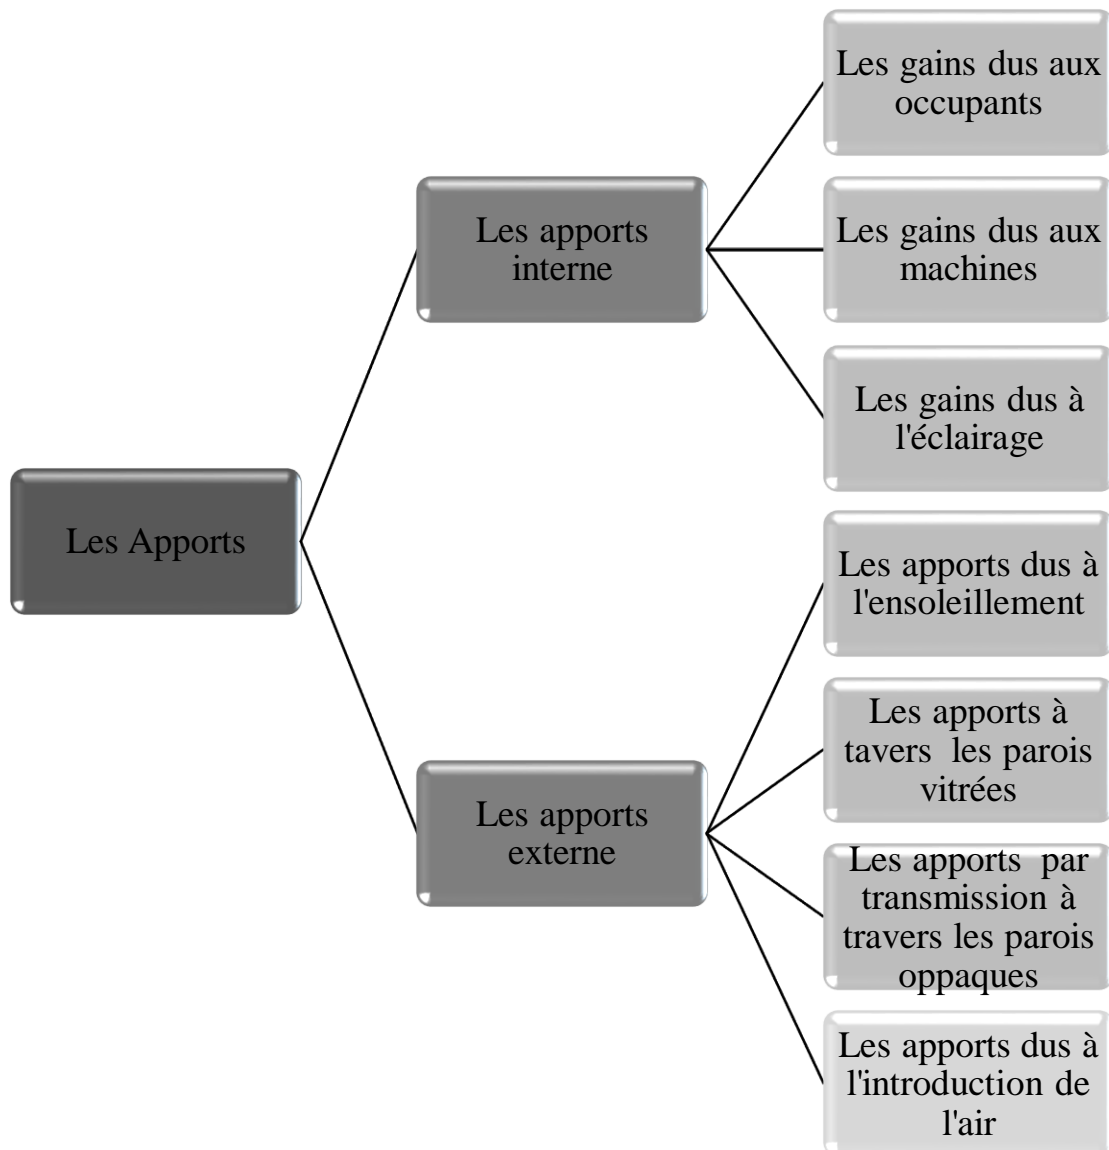 Les Apports
Les apports
interne
Les gains dus aux
occupants
Les gains dus aux
machines
Les gains dus à
l'éclairage
Les apports
externe
Les apports dus à
l'ensoleillement
Les apports à
tavers les parois
vitrées
Les apports par
transmission à
travers les parois
oppaques
Les apports dus à
l'introduction de
l'air